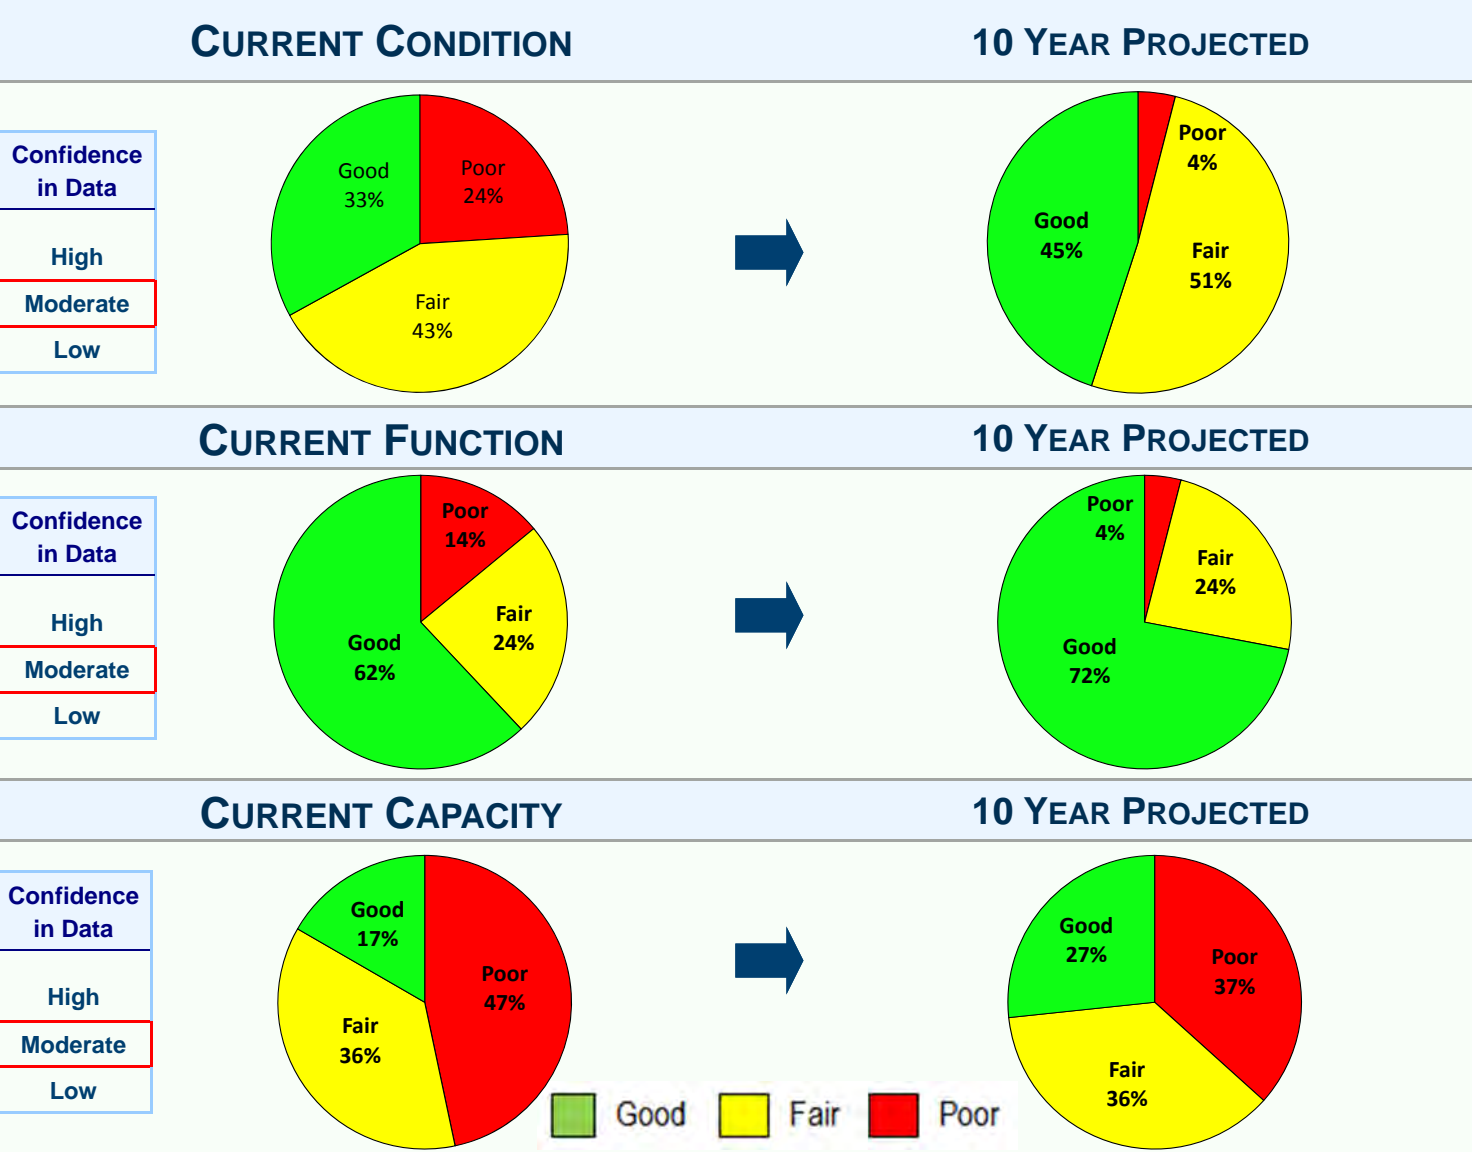 CURRENT CONDITION
10 YEAR PROJECTED
Confidence
in Data
High
Moderate
Low
Good
33%
Poor
24%
Fair
43%
Poor
4%
Good
45%
Fair
51%
CURRENT FUNCTION
10 YEAR PROJECTED
Confidence
in Data
High
Moderate
Low
Poor
14%
Fair
24%
Good
62%
Poor
4%
Fair
24%
Good
72%
CURRENT CAPACITY
10 YEAR PROJECTED
Confidence
in Data
High
Moderate
Low
Good
17%
Poor
47%
Fair
36%
Good
27%
Poor
37%
Fair
36%
Good Fair Poor